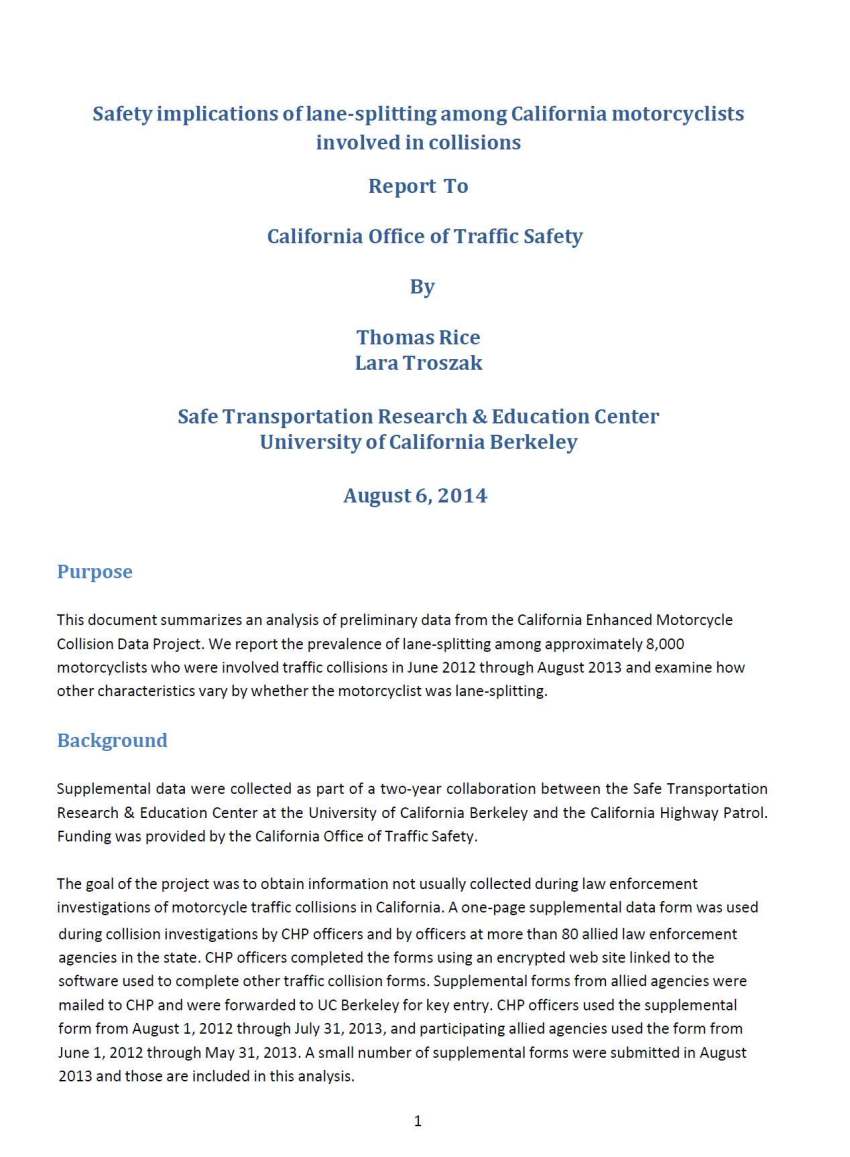 Safety implications of lane-splitting among California motorcyclists
involved in collisions
Report To
California Office of Traffic Safety
By
Thomas Rice
Lara Troszak
Safe Transportation Research & Education Center
University of California Berkeley
August 6, 2014
Purpose
This document summarizes an analysis of preliminary data from the California Enhanced Motorcycle
Collision Data Project. We report the prevalence of lane-splitting among approximately 8,000
motorcyclists who were involved traffic collisions in June 2012 through August 2013 and examine how
other characteristics vary by whether the motorcyclist was lane-splitting.
Background
Supplemental data were collected as part of a two-year collaboration between the Safe Transportation
Research & Education Center at the University of California Berkeley and the California Highway Patrol.
Funding was provided by the California Office of Traffic Safety.
The goal of the project was to obtain information not usually collected during law enforcement
investigations of motorcycle traffic collisions in California. A one-page supplemental data form was used
during collision investigations by CHP officers and by officers at more than 80 allied law enforcement
agencies in the state. CHP officers completed the forms using an encrypted web site linked to the
software used to complete other traffic collision forms. Supplemental forms from allied agencies were
mailed to CHP and were forwarded to UC Berkeley for key entry. CHP officers used the supplemental
form from August 1, 2012 through July 31, 2013, and participating allied agencies used the form from
June 1, 2012 through May 31, 2013. A small number of supplemental forms were submitted in August
2013 and those are included in this analysis.
1